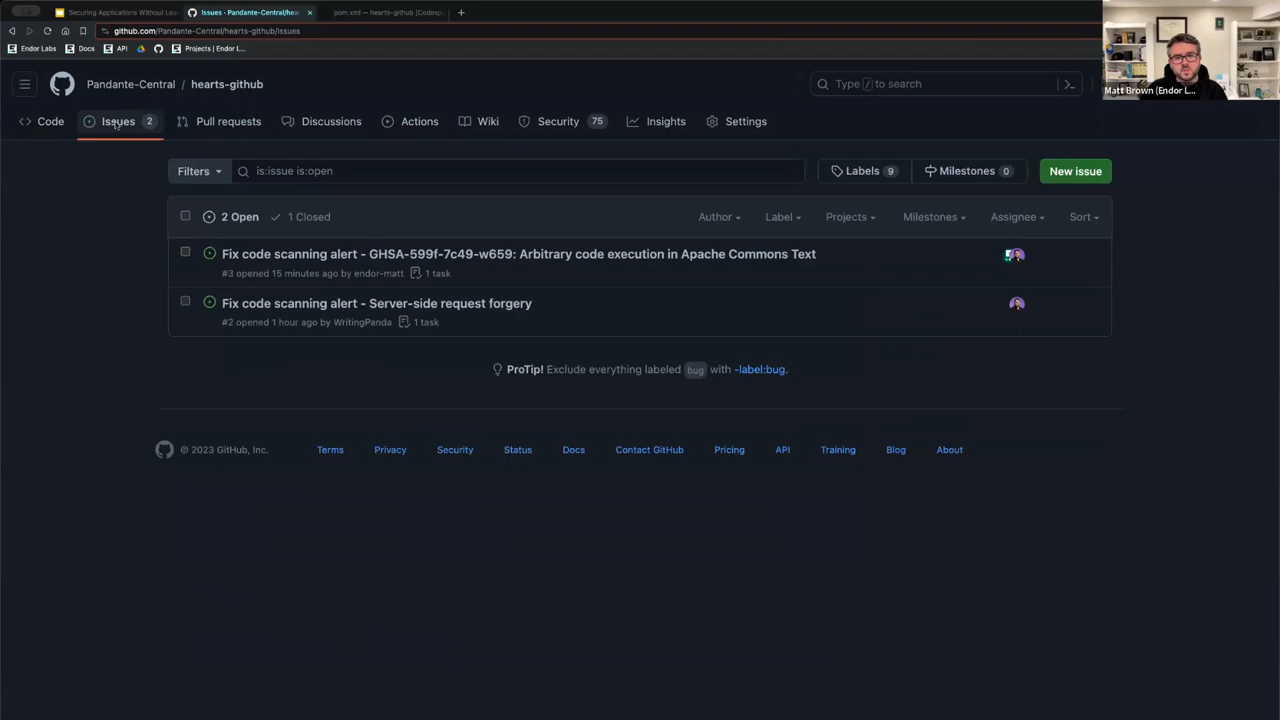 Securing Applications Without Lea
Issues · Pandante-Central/hea
pom.xml — hearts-github [Codesp
github.com/Pandante-Central/hearts-github/issues
Endor Labs Docs API Projects | Endor L...
Matt Brown (Endor L...
Pandante-Central / hearts-github
Type / to search
Code Issues 2 Pull requests Discussions Actions Wiki Security 75 Insights Settings
Filters is:issue is:open Labels 9 Milestones 0 New issue
2 Open 1 Closed Author Label Projects Milestones Assignee Sort
Fix code scanning alert - GHSA-599f-7c49-w659: Arbitrary code execution in Apache Commons Text
#3 opened 15 minutes ago by endor-matt 1 task
Fix code scanning alert - Server-side request forgery
#2 opened 1 hour ago by WritingPanda 1 task
ProTip! Exclude everything labeled bug with -label:bug.
© 2023 GitHub, Inc. Terms Privacy Security Status Docs Contact GitHub Pricing API Training Blog About